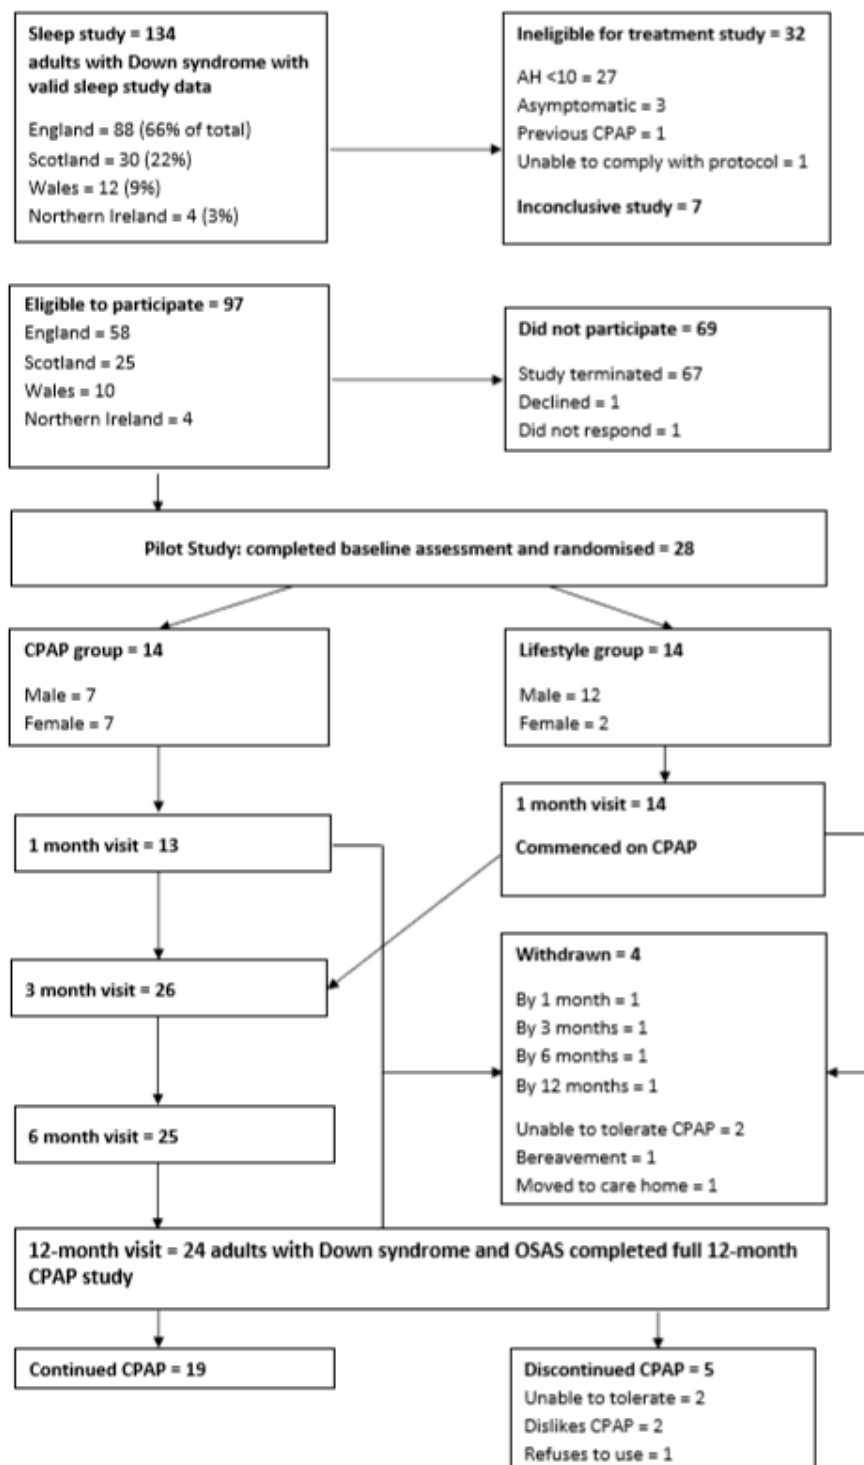 Sleep study = 134
adults with Down syndrome with
valid sleep study data
England = 88 (66% of total)
Scotland = 30 (22%)
Wales = 12 (9%)
Northern Ireland = 4 (3%)
Ineligible for treatment study = 32
AH <10 = 27
Asymptomatic = 3
Previous CPAP = 1
Unable to comply with protocol = 1
Inconclusive study = 7
Eligible to participate = 97
England = 58
Scotland = 25
Wales = 10
Northern Ireland = 4
Did not participate = 69
Study terminated = 67
Declined = 1
Did not respond = 1
Pilot Study: completed baseline assessment and randomised = 28
CPAP group = 14
Male = 7
Female = 7
Lifestyle group = 14
Male = 12
Female = 2
1 month visit = 13
1 month visit = 14
Commenced on CPAP
3 month visit = 26
Withdrawn = 4
By 1 month = 1
By 3 months = 1
By 6 months = 1
By 12 months = 1
Unable to tolerate CPAP = 2
Bereavement = 1
Moved to care home = 1
6 month visit = 25
12-month visit = 24 adults with Down syndrome and OSAS completed full 12-month
CPAP study
Continued CPAP = 19
Discontinued CPAP = 5
Unable to tolerate = 2
Dislikes CPAP = 2
Refuses to use = 1